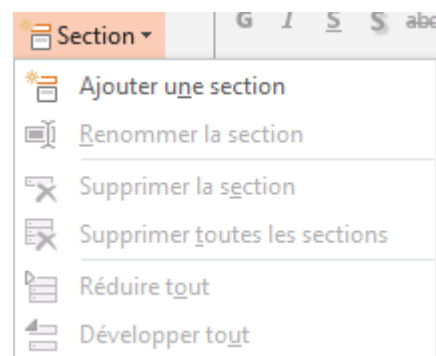 Section G I S S abc
Ajouter une section
Renommer la section
Supprimer la section
Supprimer toutes les sections
Réduire tout
Développer tout